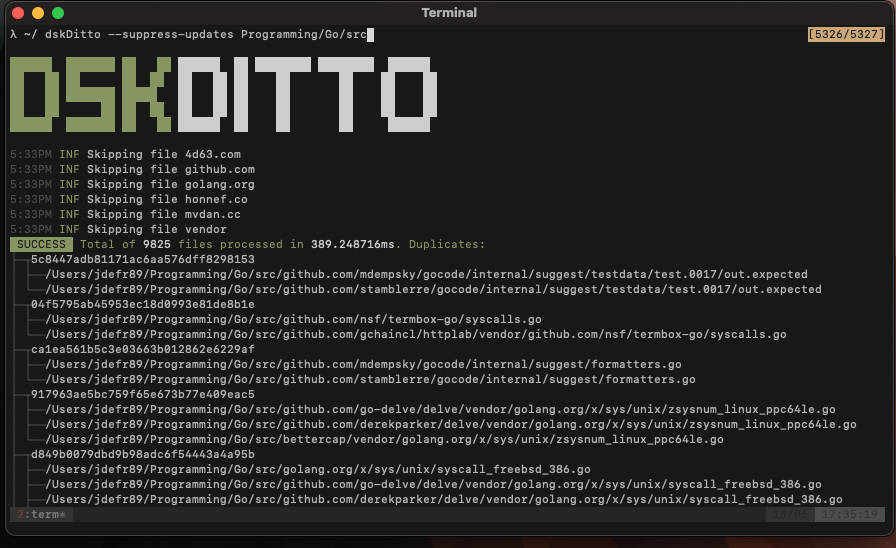 Terminal
λ ~/ dskDitto --suppress-updates Programming/Go/src [5326/5327]
DSKDITTO
5:33PM INF Skipping file 4d63.com
5:33PM INF Skipping file github.com
5:33PM INF Skipping file golang.org
5:33PM INF Skipping file honnef.co
5:33PM INF Skipping file mvdan.cc
5:33PM INF Skipping file vendor
SUCCESS Total of 9825 files processed in 389.248716ms. Duplicates:
5c8447adb81171ac6aa576dff8298153
/Users/jdefr89/Programming/Go/src/github.com/mdempsky/gocode/internal/suggest/testdata/test.0017/out.expected
/Users/jdefr89/Programming/Go/src/github.com/stamblerre/gocode/internal/suggest/testdata/test.0017/out.expected
04f5795ab45953ec18d0993e81de8b1e
/Users/jdefr89/Programming/Go/src/github.com/nsf/termbox-go/syscalls.go
/Users/jdefr89/Programming/Go/src/github.com/gchaincl/httplab/vendor/github.com/nsf/termbox-go/syscalls.go
ca1ea561b5c3e03663b012862e6229af
/Users/jdefr89/Programming/Go/src/github.com/mdempsky/gocode/internal/suggest/formatters.go
/Users/jdefr89/Programming/Go/src/github.com/stamblerre/gocode/internal/suggest/formatters.go
917963ae5bc759f65e673b77e409eac5
/Users/jdefr89/Programming/Go/src/github.com/go-delve/delve/vendor/golang.org/x/sys/unix/zsysnum_linux_ppc64le.go
/Users/jdefr89/Programming/Go/src/github.com/derekparker/delve/vendor/golang.org/x/sys/unix/zsysnum_linux_ppc64le.go
/Users/jdefr89/Programming/Go/src/bettercap/vendor/golang.org/x/sys/unix/zsysnum_linux_ppc64le.go
d849b0079dbd9b98adc6f54443a4a95b
/Users/jdefr89/Programming/Go/src/golang.org/x/sys/unix/syscall_freebsd_386.go
/Users/jdefr89/Programming/Go/src/github.com/go-delve/delve/vendor/golang.org/x/sys/unix/syscall_freebsd_386.go
/Users/jdefr89/Programming/Go/src/github.com/derekparker/delve/vendor/golang.org/x/sys/unix/syscall_freebsd_386.go
2:term* 16/06 17:35:19